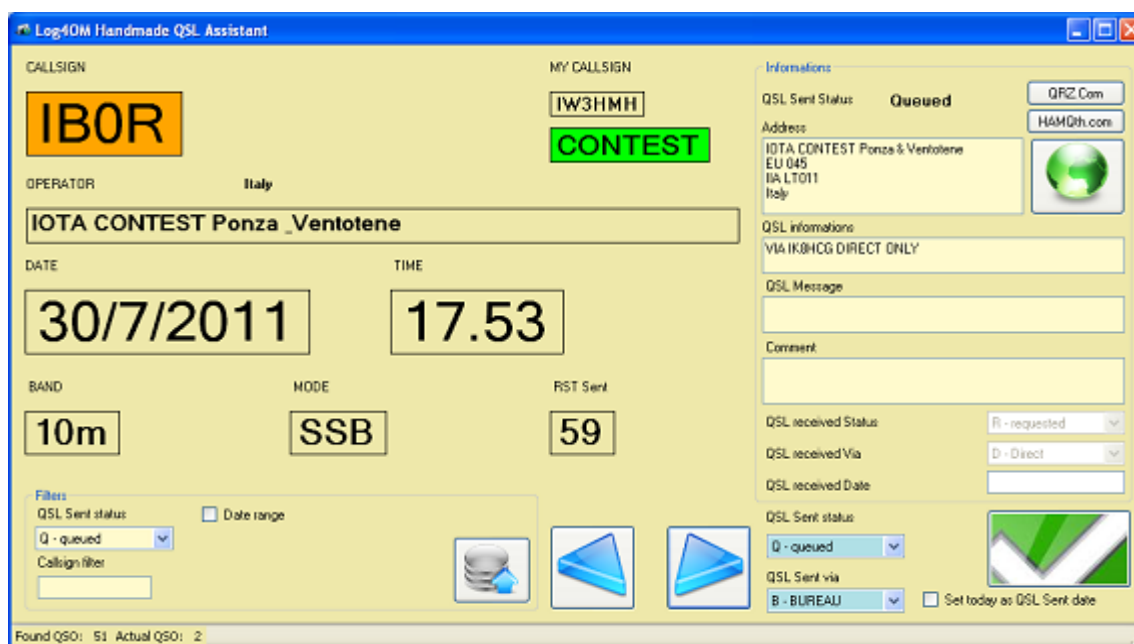 Log4OM Handmade QSL Assistant
CALLSIGN
IB0R
MY CALLSIGN
IW3HMH
CONTEST
OPERATOR
Italy
IOTA CONTEST Ponza _Ventotene
DATE
30/7/2011
TIME
17.53
BAND
10m
MODE
SSB
RST Sent
59
Filters
QSL Sent status
Q - queued
Date range
Callsign filter
Informations
QSL Sent Status
Queued
QRZ.Com
HAMQth.com
Address
IOTA CONTEST Ponza & Ventotene
EU 045
IIA LT011
Italy
QSL informations
VIA IK8HCG DIRECT ONLY
QSL Message
Comment
QSL received Status
R - requested
QSL received Via
D - Direct
QSL received Date
QSL Sent status
Q - queued
QSL Sent via
B - BUREAU
Set today as QSL Sent date
Found QSO: 51 Actual QSO: 2